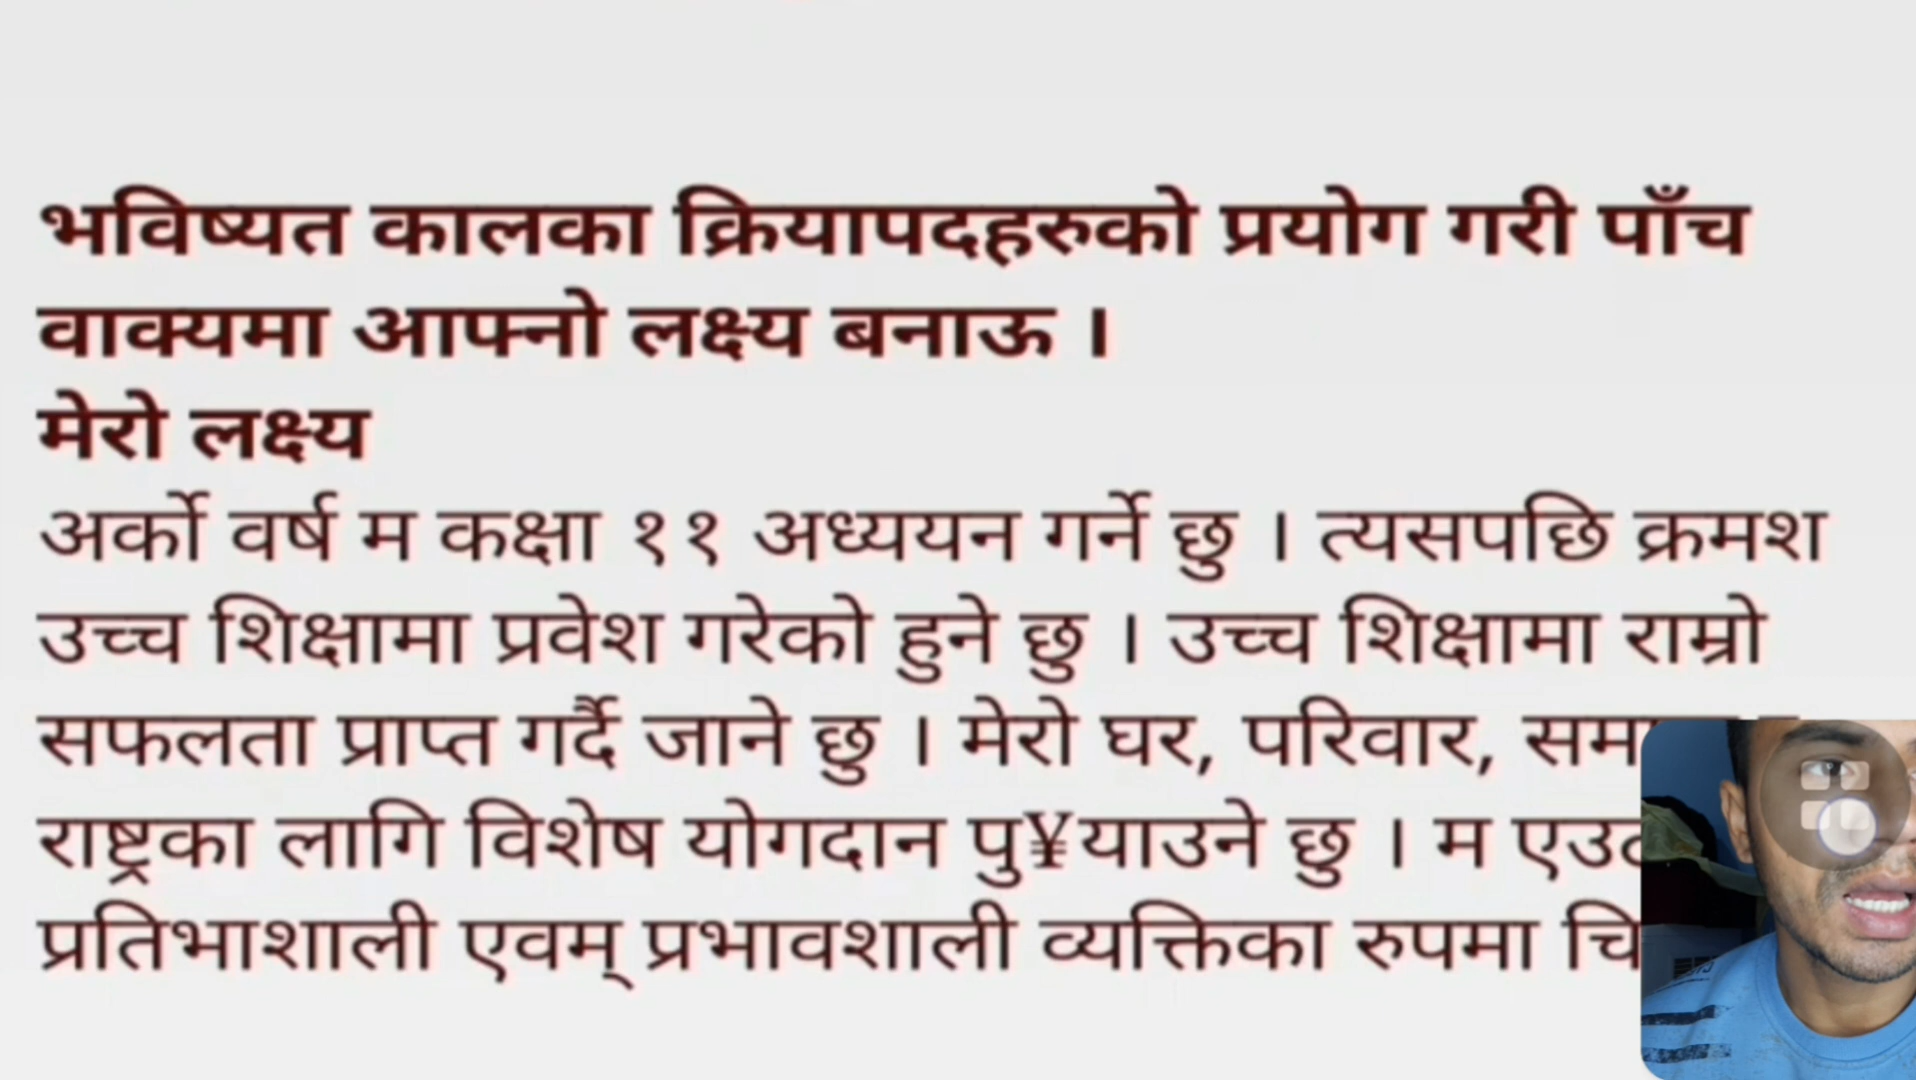 भविष्यत कालका क्रियापदहरुको प्रयोग गरी पाँच
वाक्यमा आफ्नो लक्ष्य बनाऊ ।
मेरो लक्ष्य
अर्को वर्ष म कक्षा ११ अध्ययन गर्ने छु । त्यसपछि क्रमश
उच्च शिक्षामा प्रवेश गरेको हुने छु । उच्च शिक्षामा राम्रो
सफलता प्राप्त गर्दै जाने छु । मेरो घर, परिवार,
राष्ट्रका लागि विशेष योगदान पु¥याउने छु । म
प्रतिभाशाली एवम् प्रभावशाली व्यक्तिका रुपमा